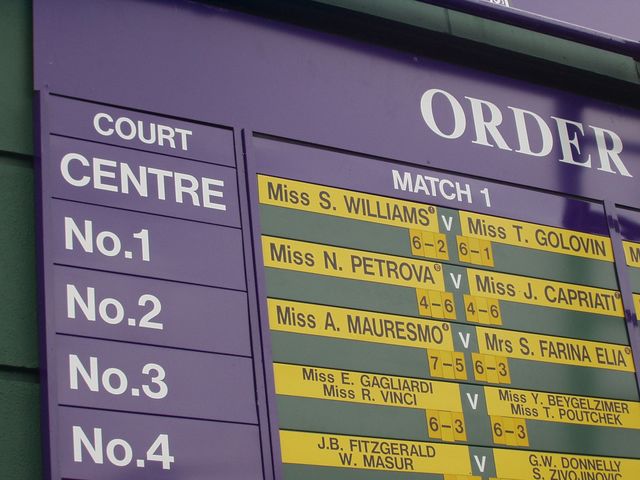 ORDER
COURT
MATCH 1
CENTRE
Miss S. WILLIAMS V Miss T. GOLOVIN
6-2 6-1
No.1
Miss N. PETROVA V Miss J. CAPRIATI
4-6 4-6
No.2
Miss A. MAURESMO V Mrs S. FARINA ELIA
7-5 6-3
No.3
Miss E. GAGLIARDI V Miss Y. BEYGELZIMER
Miss R. VINCI Miss T. POUTCHEK
6-3 6-3
No.4
J.B. FITZGERALD V G.W. DONNELLY
W. MASUR S. ZIVOJINOVIC